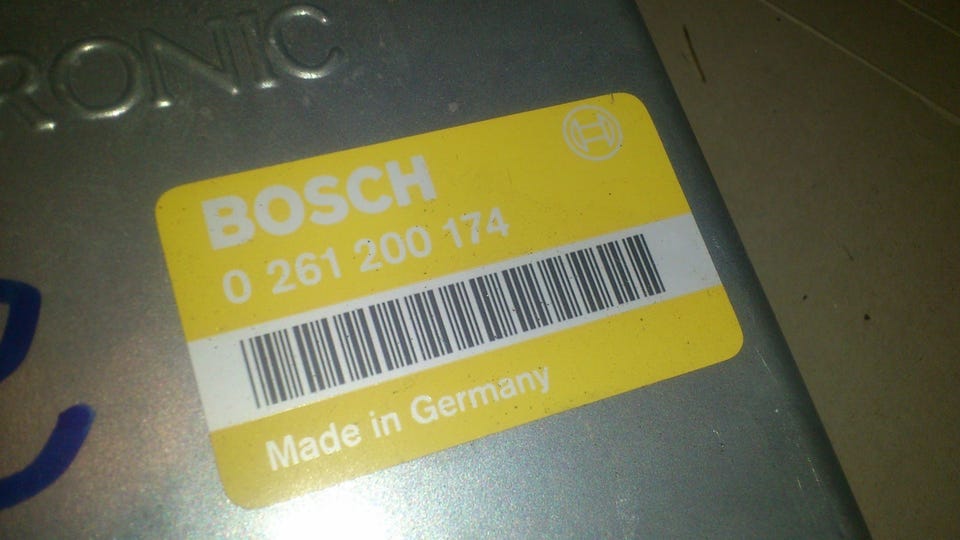 RONIC
BOSCH
0 261 200 174
Made in Germany